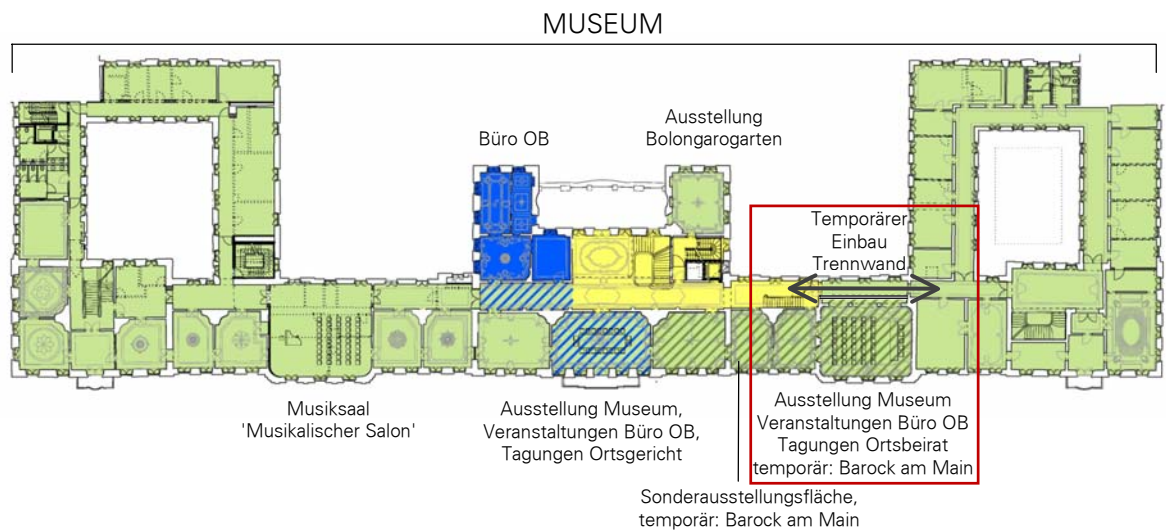 MUSEUM
Büro OB
Ausstellung
Bolongarogarten
Temporärer
Einbau
Trennwand
Musiksaal
'Musikalischer Salon'
Ausstellung Museum,
Veranstaltungen Büro OB,
Tagungen Ortsgericht
Ausstellung Museum
Veranstaltungen Büro OB
Tagungen Ortsbeirat
temporär: Barock am Main
Sonderausstellungsfläche,
temporär: Barock am Main